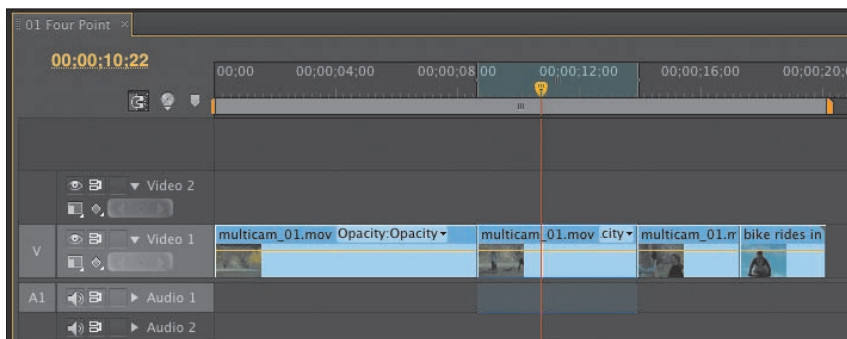 01 Four Point ×
00;00;10;22
00;00 00;00;04;00 00;00;08;00 00;00;12;00 00;00;16;00 00;00;20;
Video 2
V Video 1
multicam_01.mov Opacity:Opacity multicam_01.mov .city multicam_01.m bike rides in
A1 Audio 1
Audio 2